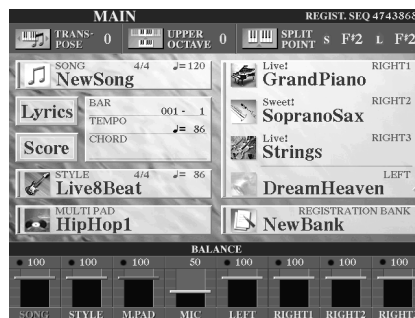 MAIN REGIST. SEQ 4743868
TRANS-
POSE 0 UPPER
OCTAVE 0 SPLIT
POINT S F#2 L F#2
SONG 4/4 ♩=120
NewSong
Lyrics
Score
BAR 001 - 1
TEMPO ♩= 86
CHORD
STYLE 4/4 ♩= 86
Live8Beat
MULTI PAD
HipHop1
Live! RIGHT1
GrandPiano
Sweet! RIGHT2
SopranoSax
Live! RIGHT3
Strings
LEFT
DreamHeaven
REGISTRATION BANK
NewBank
BALANCE
100 100 100 50 100 100 100 100
SONG STYLE M.PAD MIC LEFT RIGHT1 RIGHT2 RIGHT